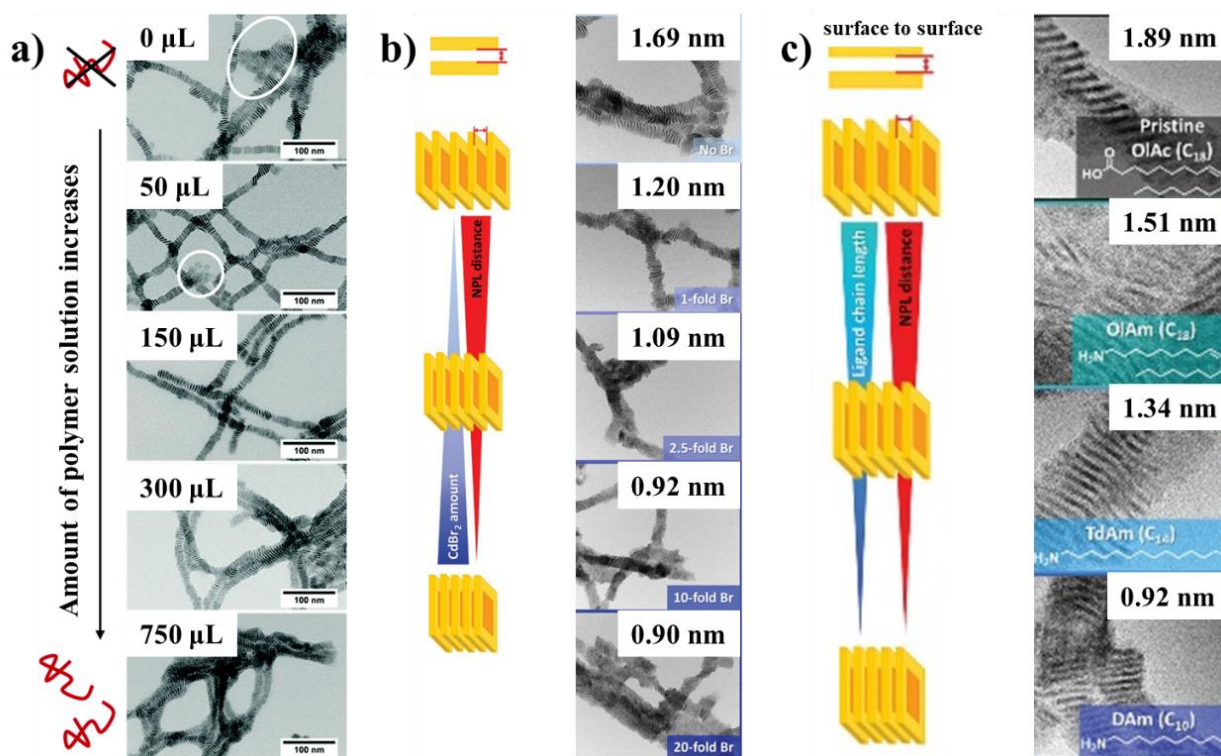 a)
0 µL
100 nm
50 µL
100 nm
150 µL
100 nm
300 µL
100 nm
750 µL
100 nm
Amount of polymer solution increases
b)
NPL distance
CdBr₂ amount
1.69 nm
No Br
1.20 nm
1-fold Br
1.09 nm
2.5-fold Br
0.92 nm
10-fold Br
0.90 nm
20-fold Br
c)
surface to surface
Ligand chain length
NPL distance
1.89 nm
Pristine
OlAc (C₁₈)
O
HO
1.51 nm
OlAm (C₁₈)
H₂N
1.34 nm
TdAm (C₁₄)
H₂N
0.92 nm
DAm (C₁₀)
H₂N